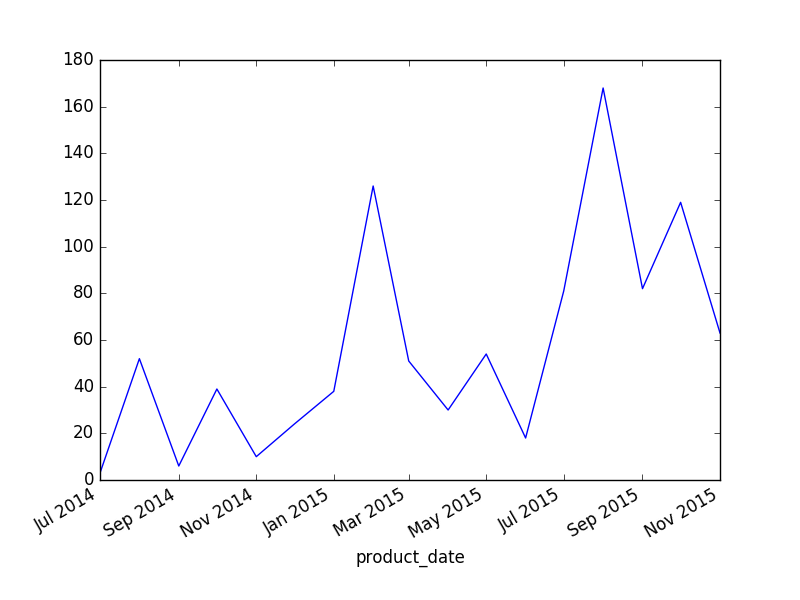 180
160
140
120
100
80
60
40
20
0
Jul 2014
Sep 2014
Nov 2014
Jan 2015
Mar 2015
May 2015
Jul 2015
Sep 2015
Nov 2015
product_date